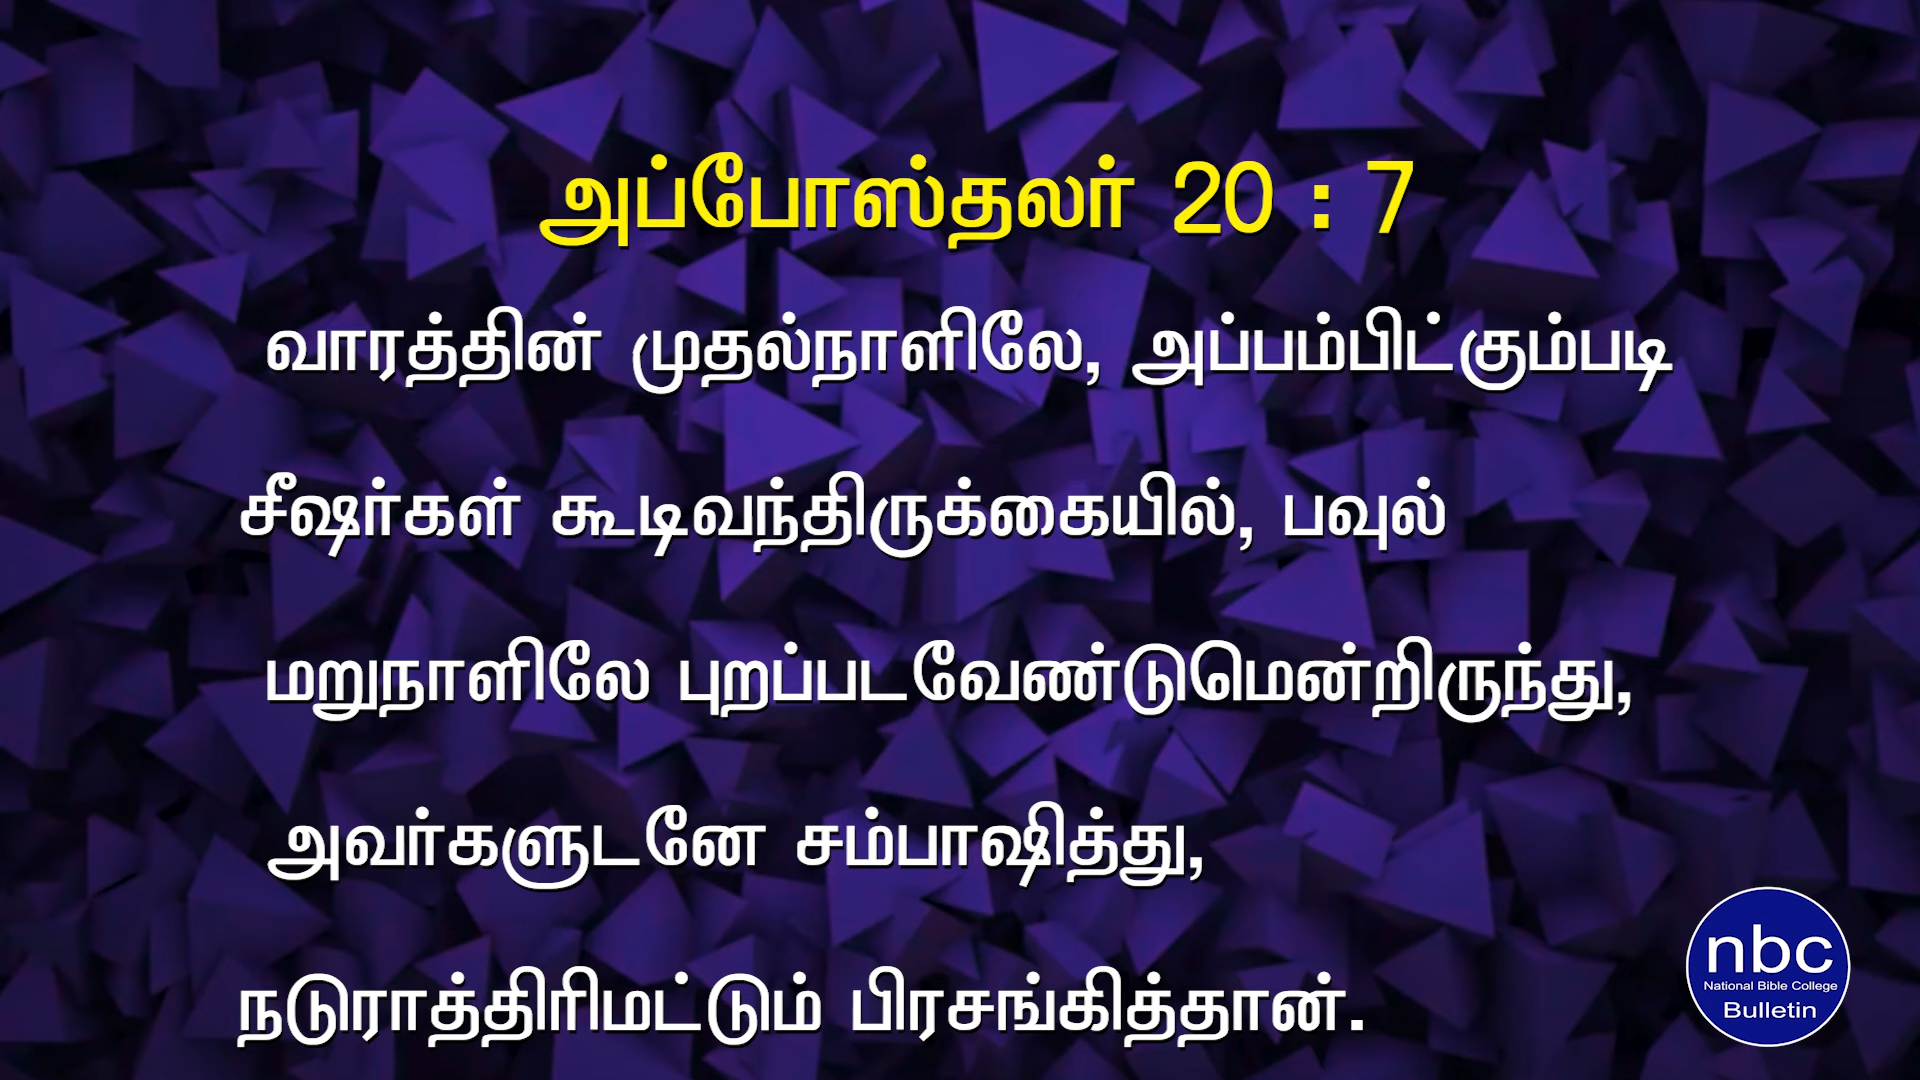 அப்போஸ்தலர் 20 : 7
வாரத்தின் முதல்நாளிலே, அப்பம்பிட்கும்படி
சீஷர்கள் கூடிவந்திருக்கையில், பவுல்
மறுநாளிலே புறப்படவேண்டுமென்றிருந்து,
அவர்களுடனே சம்பாஷித்து,
நடுராத்திரிமட்டும் பிரசங்கித்தான்.
nbc
National Bible College
Bulletin